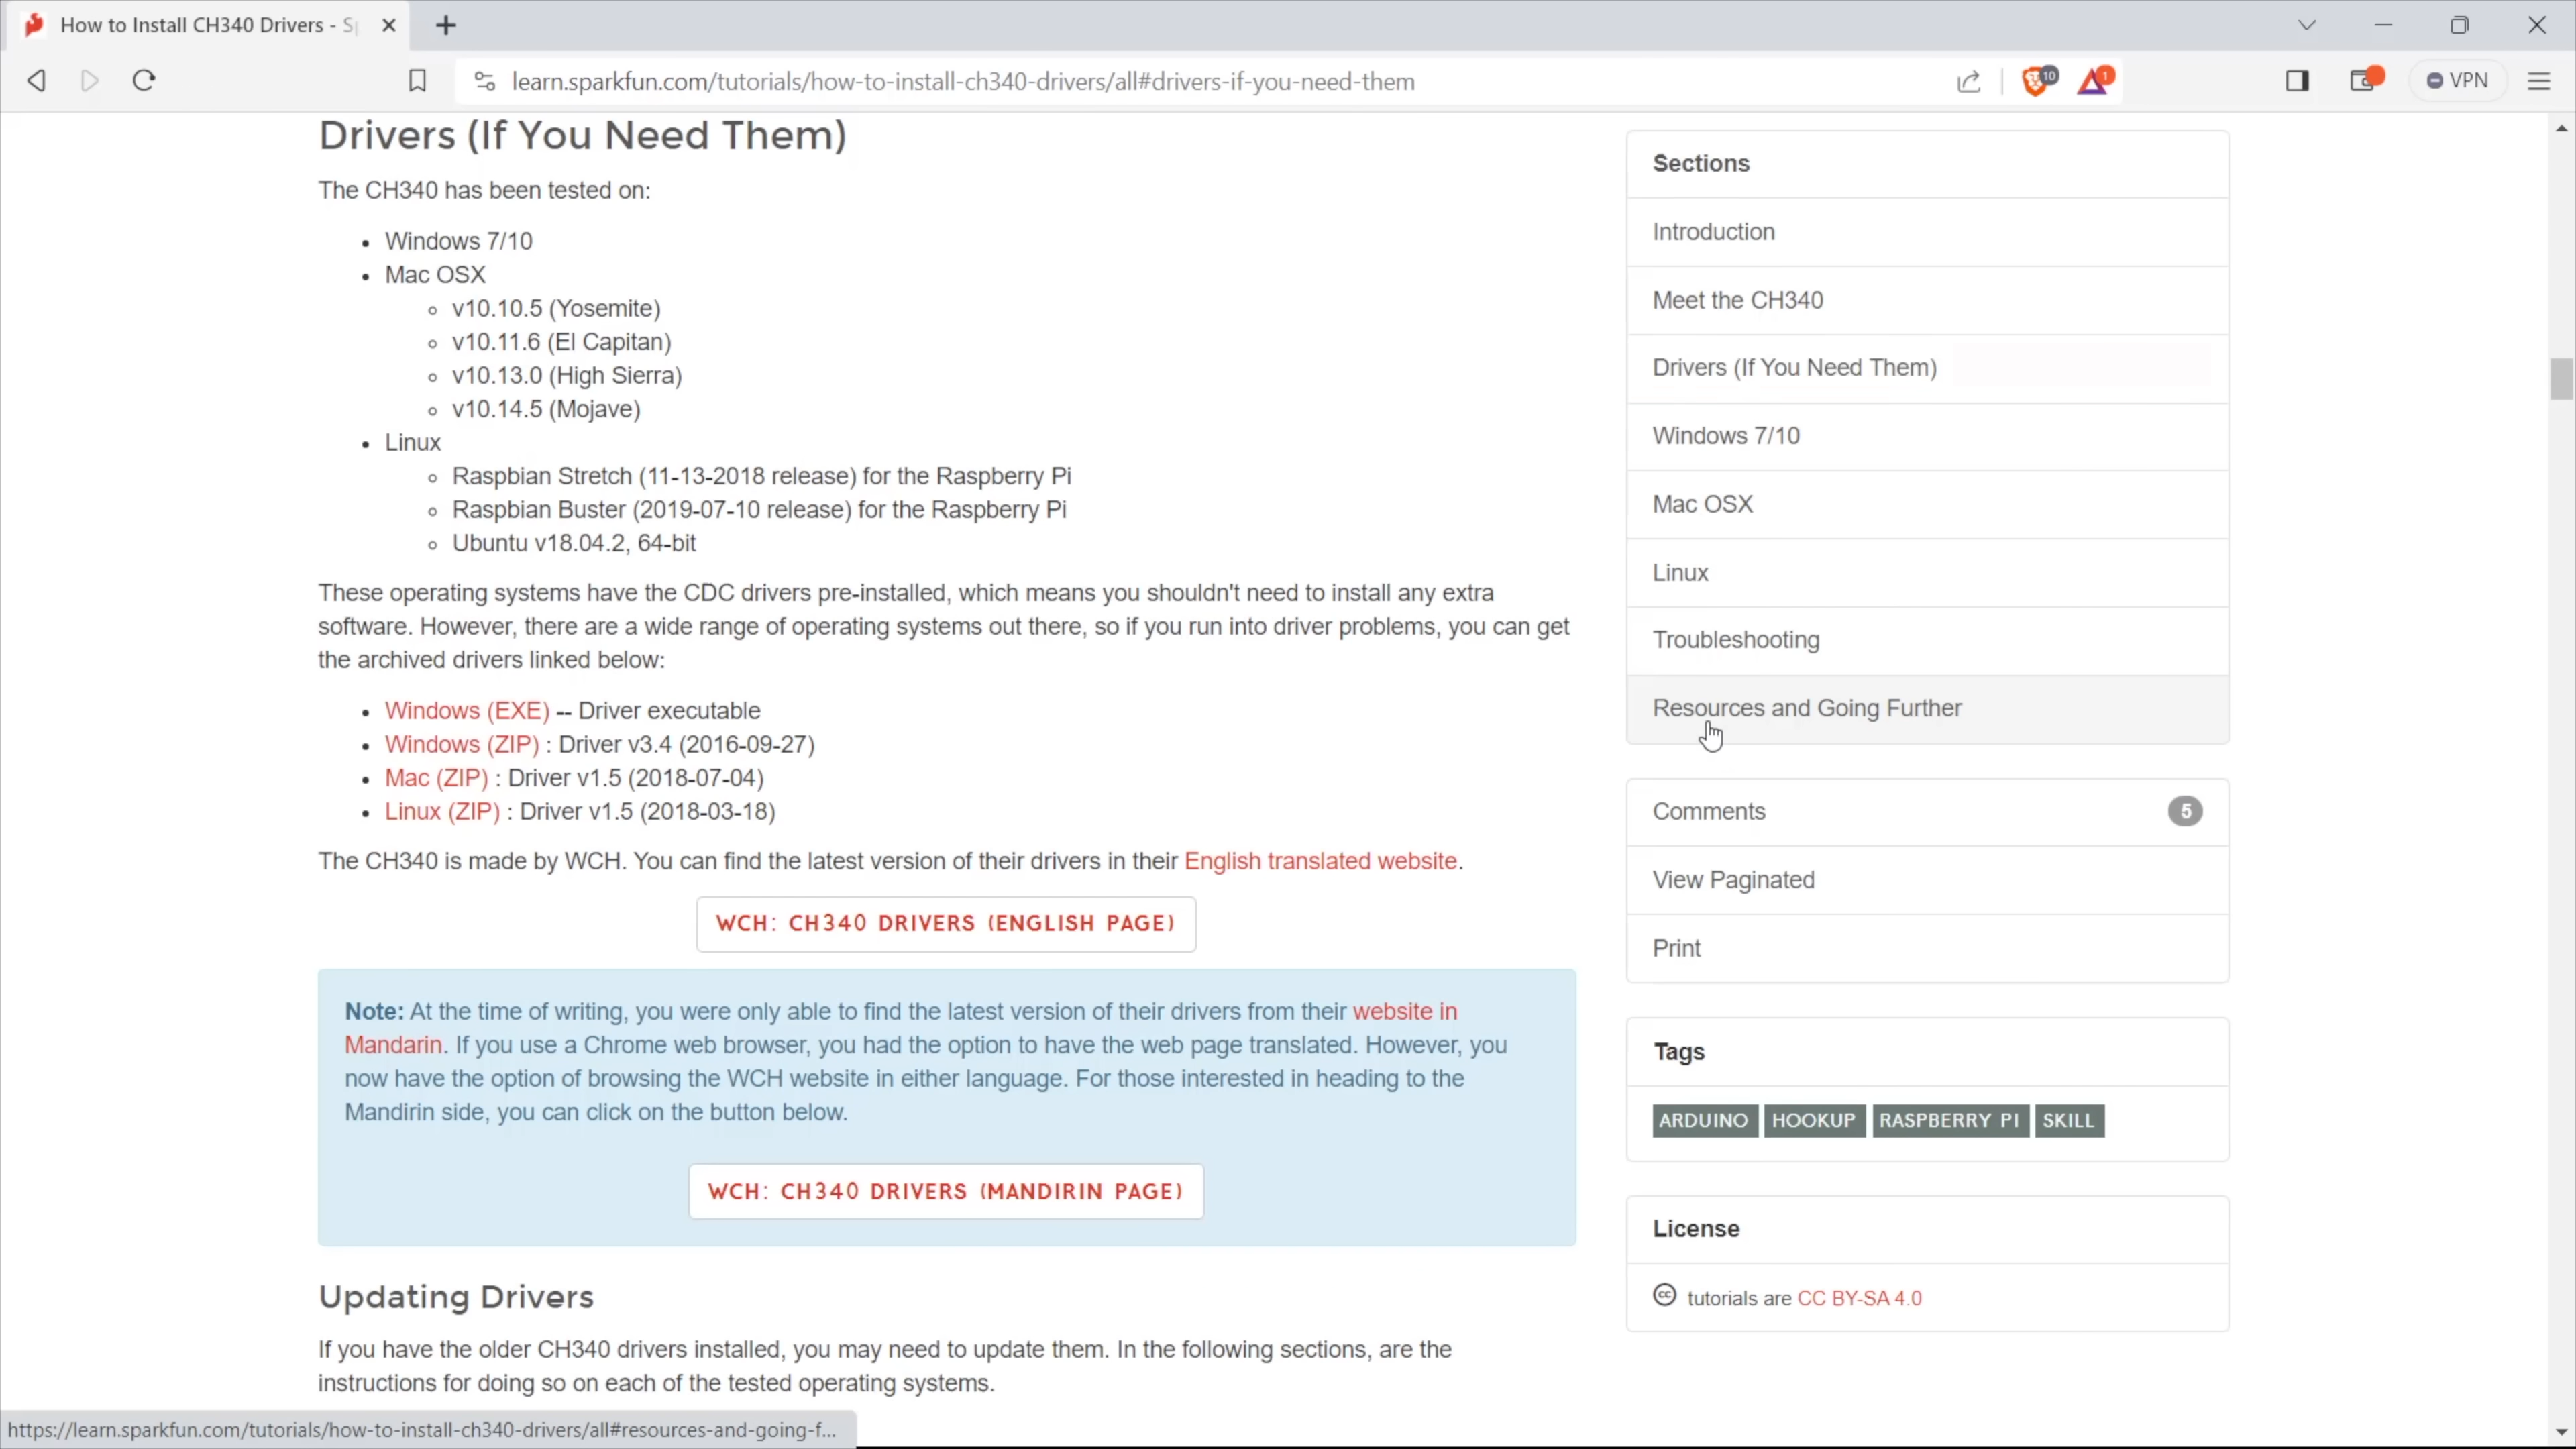 How to Install CH340 Drivers - Sp
learn.sparkfun.com/tutorials/how-to-install-ch340-drivers/all#drivers-if-you-need-them
10
1
VPN
Drivers (If You Need Them)
The CH340 has been tested on:
Windows 7/10
Mac OSX
v10.10.5 (Yosemite)
v10.11.6 (El Capitan)
v10.13.0 (High Sierra)
v10.14.5 (Mojave)
Linux
Raspbian Stretch (11-13-2018 release) for the Raspberry Pi
Raspbian Buster (2019-07-10 release) for the Raspberry Pi
Ubuntu v18.04.2, 64-bit
These operating systems have the CDC drivers pre-installed, which means you shouldn't need to install any extra
software. However, there are a wide range of operating systems out there, so if you run into driver problems, you can get
the archived drivers linked below:
Windows (EXE) -- Driver executable
Windows (ZIP) : Driver v3.4 (2016-09-27)
Mac (ZIP) : Driver v1.5 (2018-07-04)
Linux (ZIP) : Driver v1.5 (2018-03-18)
The CH340 is made by WCH. You can find the latest version of their drivers in their English translated website.
WCH: CH340 DRIVERS (ENGLISH PAGE)
Note: At the time of writing, you were only able to find the latest version of their drivers from their website in
Mandarin. If you use a Chrome web browser, you had the option to have the web page translated. However, you
now have the option of browsing the WCH website in either language. For those interested in heading to the
Mandirin side, you can click on the button below.
WCH: CH340 DRIVERS (MANDIRIN PAGE)
Updating Drivers
If you have the older CH340 drivers installed, you may need to update them. In the following sections, are the
instructions for doing so on each of the tested operating systems.
Sections
Introduction
Meet the CH340
Drivers (If You Need Them)
Windows 7/10
Mac OSX
Linux
Troubleshooting
Resources and Going Further
Comments 5
View Paginated
Print
Tags
ARDUINO HOOKUP RASPBERRY PI SKILL
License
cc tutorials are CC BY-SA 4.0
https://learn.sparkfun.com/tutorials/how-to-install-ch340-drivers/all#resources-and-going-f...